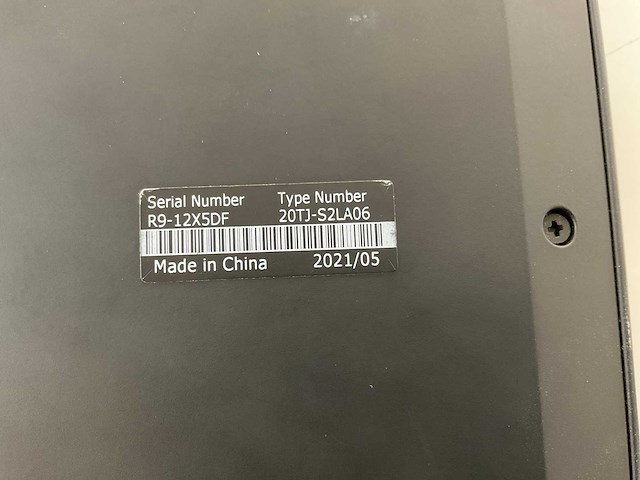 Serial Number Type Number
R9-12X5DF 20TJ-S2LA06
Made in China 2021/05